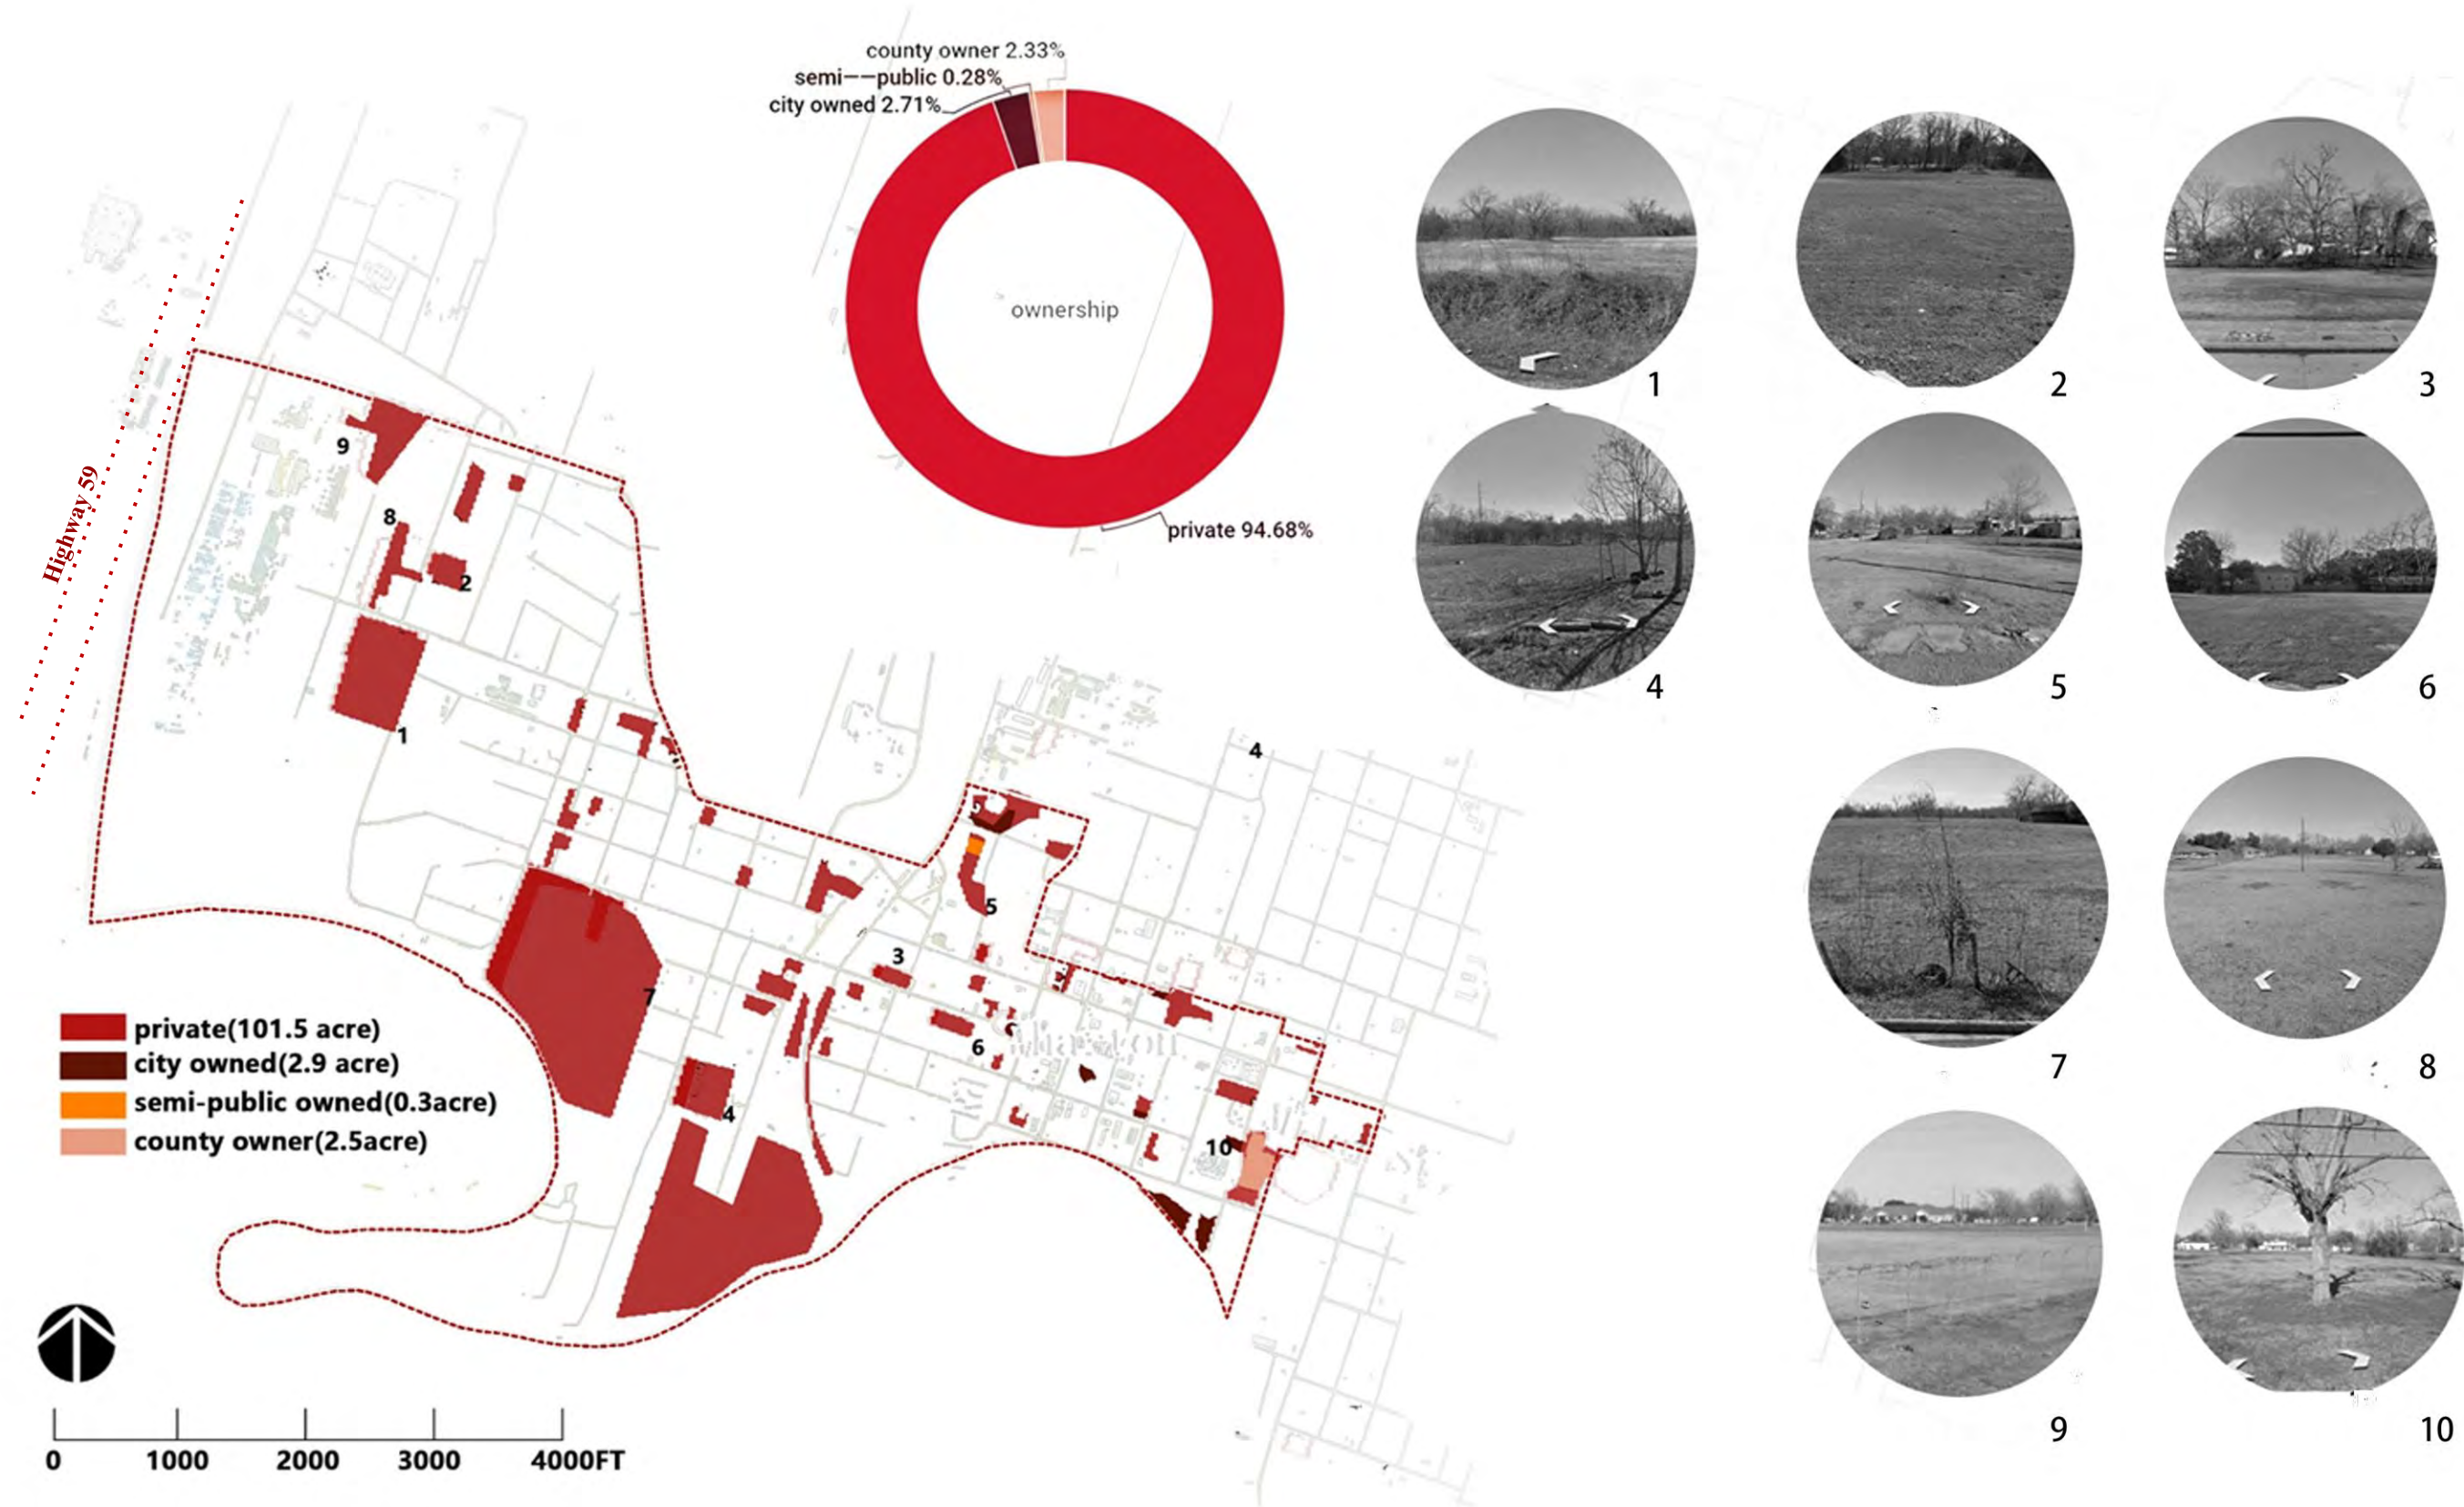 county owner 2.33%
semi——public 0.28%
city owned 2.71%
ownership
private 94.68%
1
2
3
4
5
6
7
8
9
10
Highway 59
9
8
2
1
4
5
3
7
6
4
10
private(101.5 acre)
city owned(2.9 acre)
semi-public owned(0.3acre)
county owner(2.5acre)
0 1000 2000 3000 4000FT